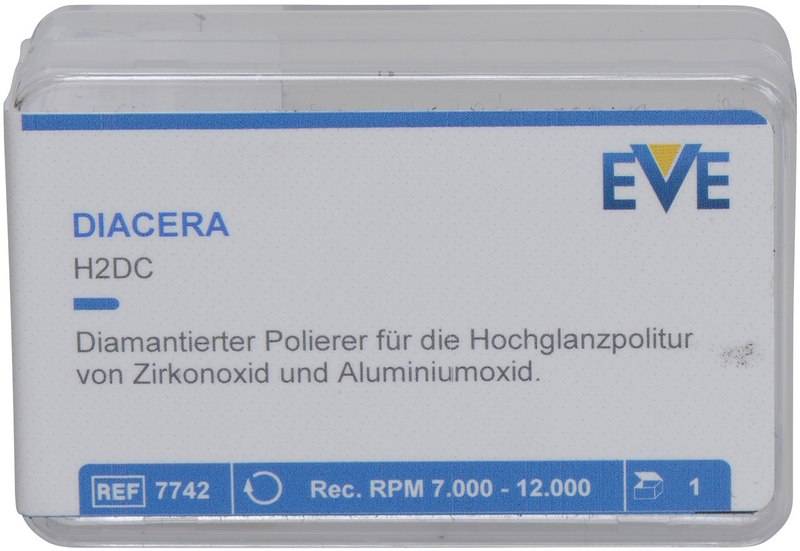 EVE
DIACERA
H2DC
Diamantierter Polierer für die Hochglanzpolitur
von Zirkonoxid und Aluminiumoxid.
REF 7742 Rec. RPM 7.000 - 12.000 1